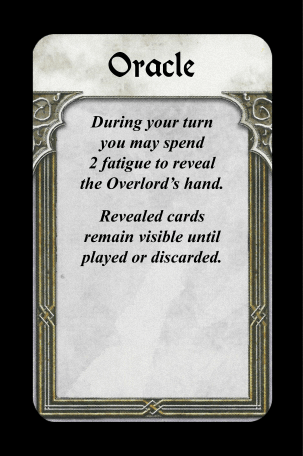 Oracle
During your turn
you may spend
2 fatigue to reveal
the Overlord's hand.
Revealed cards
remain visible until
played or discarded.